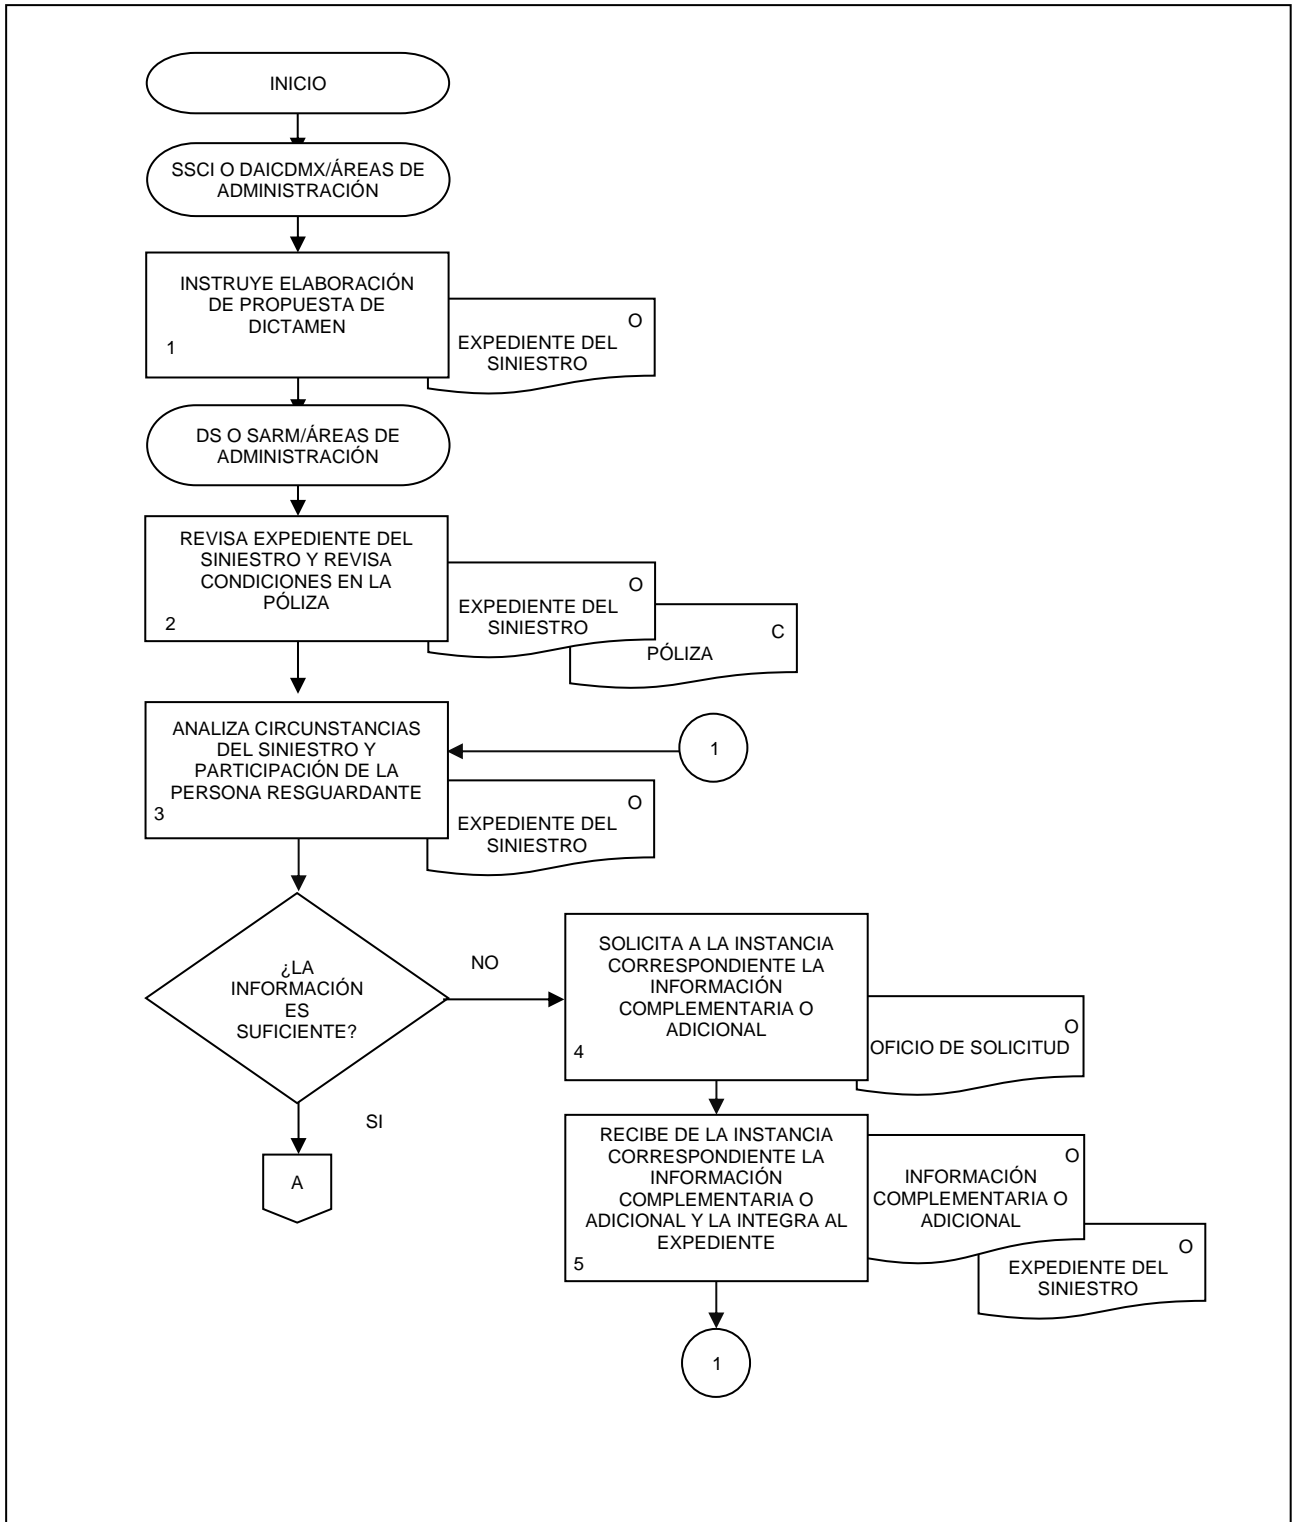 INICIO
SSCI O DAICDMX/ÁREAS DE
ADMINISTRACIÓN
INSTRUYE ELABORACIÓN
DE PROPUESTA DE
DICTAMEN
1
O
EXPEDIENTE DEL
SINIESTRO
DS O SARM/ÁREAS DE
ADMINISTRACIÓN
REVISA EXPEDIENTE DEL
SINIESTRO Y REVISA
CONDICIONES EN LA
PÓLIZA
2
O
EXPEDIENTE DEL
SINIESTRO
C
PÓLIZA
ANALIZA CIRCUNSTANCIAS
DEL SINIESTRO Y
PARTICIPACIÓN DE LA
PERSONA RESGUARDANTE
3
1
O
EXPEDIENTE DEL
SINIESTRO
¿LA
INFORMACIÓN
ES
SUFICIENTE?
NO
SOLICITA A LA INSTANCIA
CORRESPONDIENTE LA
INFORMACIÓN
COMPLEMENTARIA O
ADICIONAL
4
O
OFICIO DE SOLICITUD
SI
A
RECIBE DE LA INSTANCIA
CORRESPONDIENTE LA
INFORMACIÓN
COMPLEMENTARIA O
ADICIONAL Y LA INTEGRA AL
EXPEDIENTE
5
O
INFORMACIÓN
COMPLEMENTARIA O
ADICIONAL
O
EXPEDIENTE DEL
SINIESTRO
1